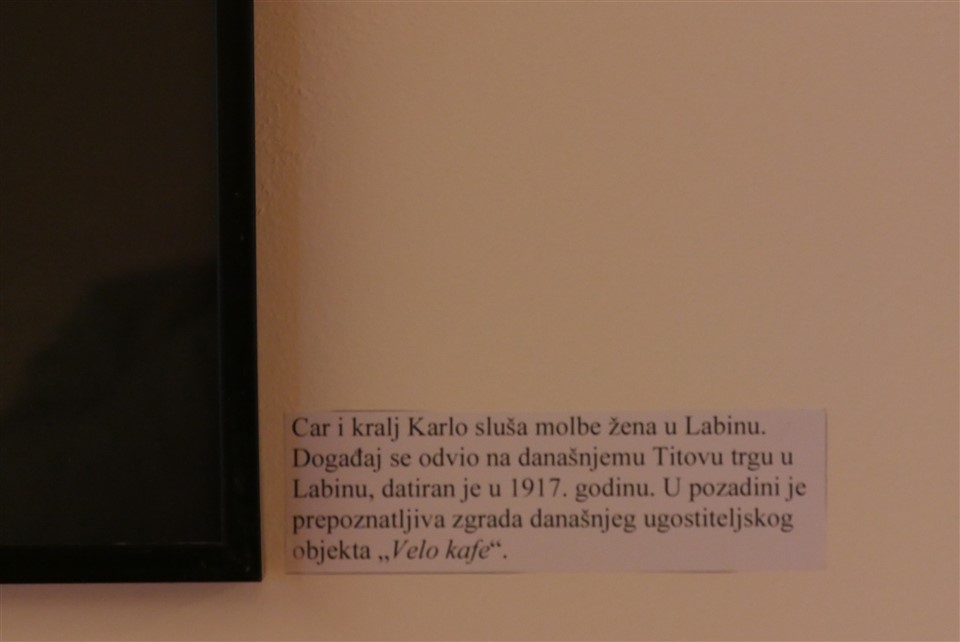 Car i kralj Karlo sluša molbe žena u Labinu.
Događaj se odvio na današnjemu Titovu trgu u
Labinu, datiran je u 1917. godinu. U pozadini je
prepoznatljiva zgrada današnjeg ugostiteljskog
objekta „Velo kafe“.